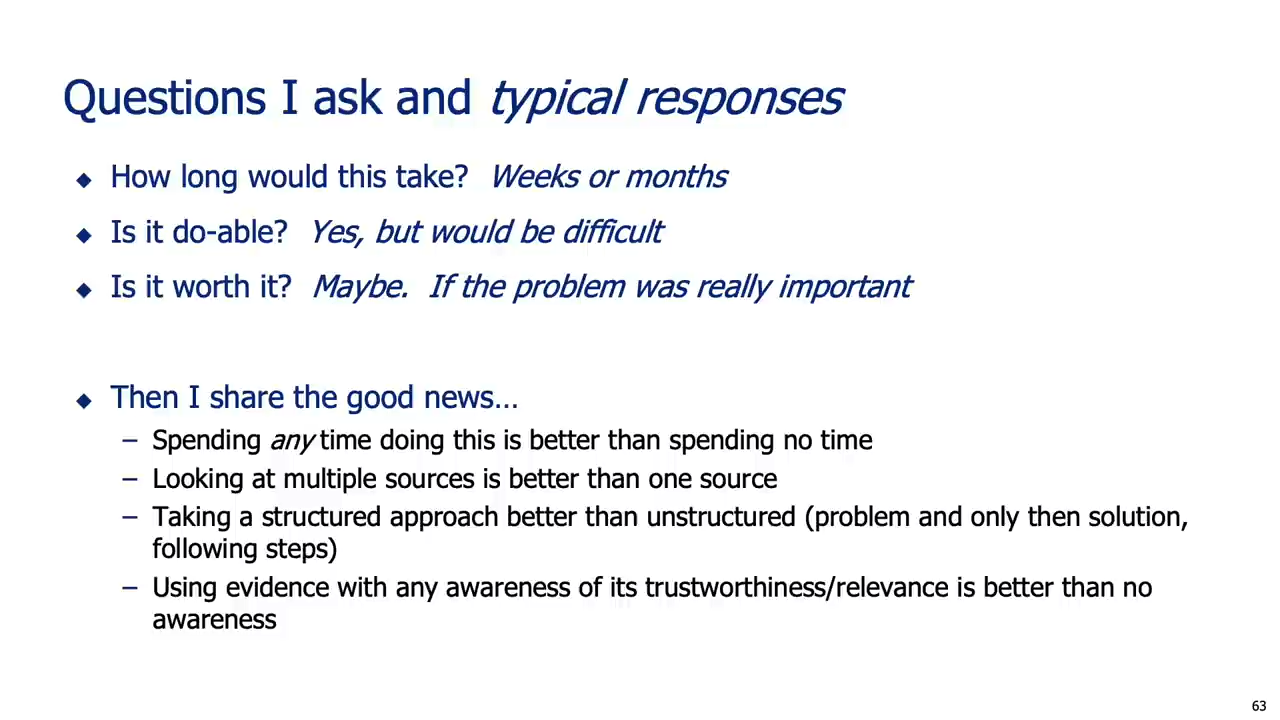 Questions I ask and typical responses
◆ How long would this take? Weeks or months
◆ Is it do-able? Yes, but would be difficult
◆ Is it worth it? Maybe. If the problem was really important
◆ Then I share the good news…
– Spending any time doing this is better than spending no time
– Looking at multiple sources is better than one source
– Taking a structured approach better than unstructured (problem and only then solution,
following steps)
– Using evidence with any awareness of its trustworthiness/relevance is better than no
awareness
63